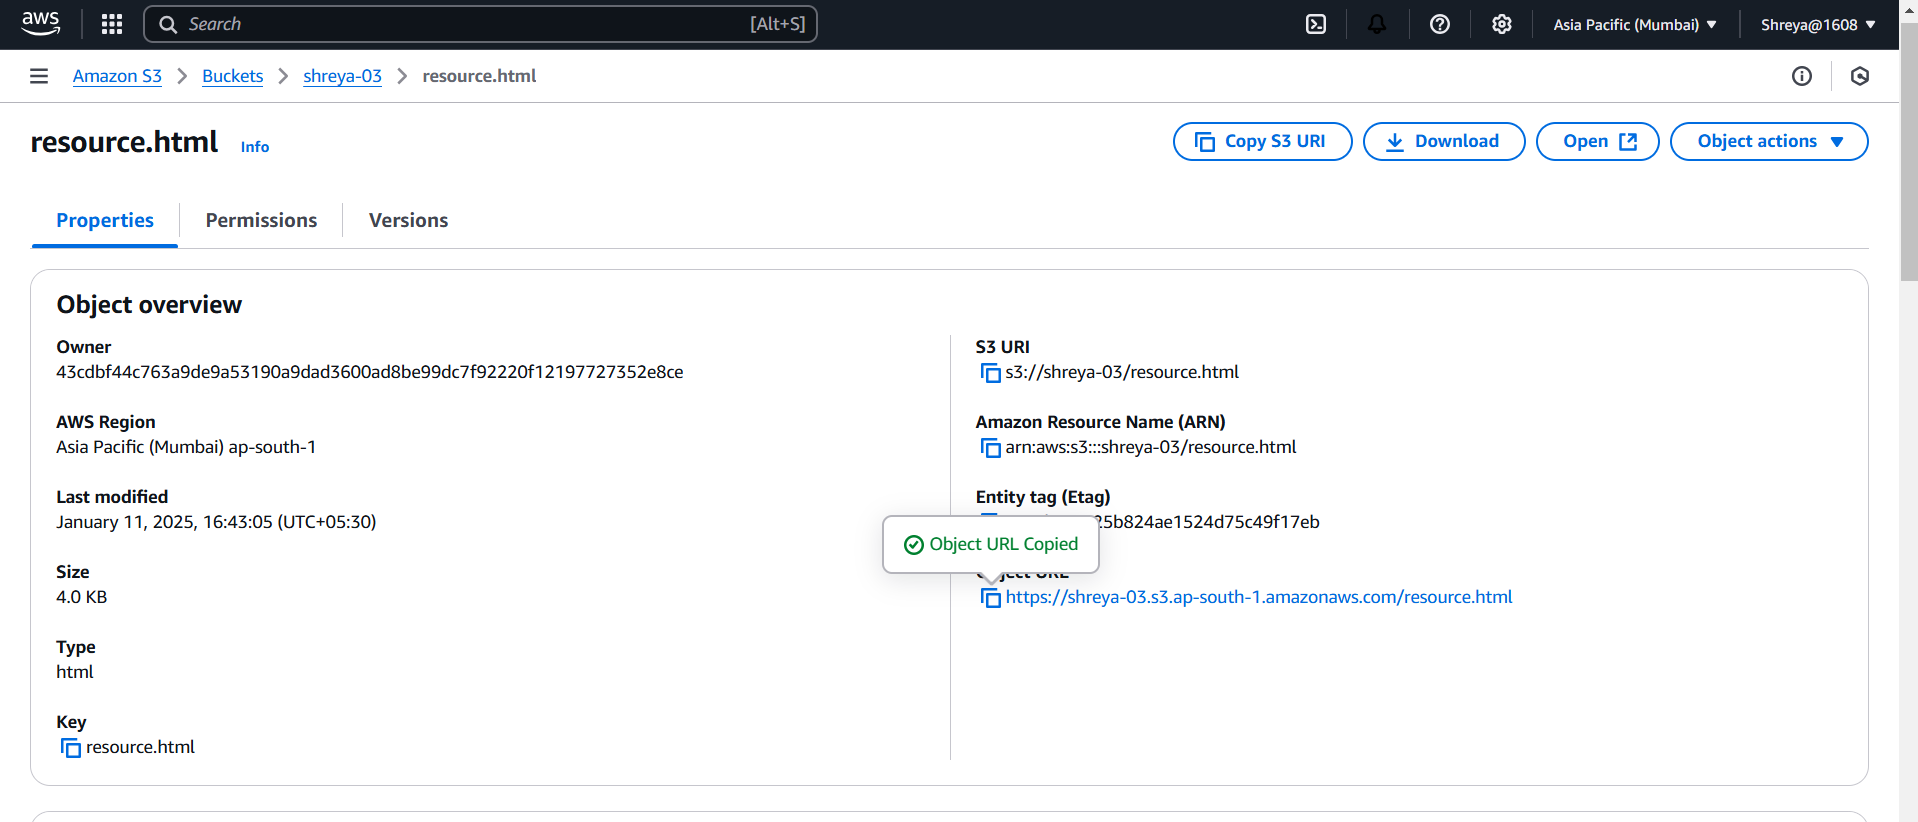 aws
Search [Alt+S]
Asia Pacific (Mumbai)
Shreya@1608
Amazon S3
Buckets
shreya-03
resource.html
resource.html
Info
Copy S3 URI
Download
Open
Object actions
Properties
Permissions
Versions
Object overview
Owner
43cdbf44c763a9de9a53190a9dad3600ad8be99dc7f92220f12197727352e8ce
AWS Region
Asia Pacific (Mumbai) ap-south-1
Last modified
January 11, 2025, 16:43:05 (UTC+05:30)
Size
4.0 KB
Type
html
Key
resource.html
S3 URI
s3://shreya-03/resource.html
Amazon Resource Name (ARN)
arn:aws:s3:::shreya-03/resource.html
Entity tag (Etag)
Object URL Copied
Object URL
https://shreya-03.s3.ap-south-1.amazonaws.com/resource.html